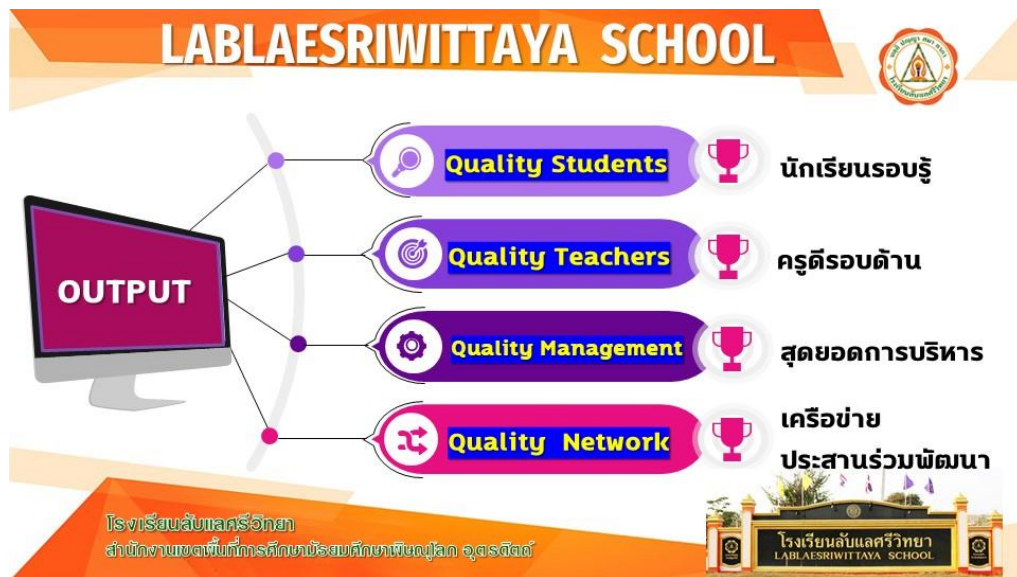 LABLAESRIWITTAYA SCHOOL
OUTPUT
Quality Students
นักเรียนรอบรู้
Quality Teachers
ครูดีรอบด้าน
Quality Management
สุดยอดการบริหาร
Quality Network
เครือข่าย
ประสานร่วมพัฒนา
โรงเรียนลับแลศรีวิทยา
สำนักงานเขตพื้นที่การศึกษามัธยมศึกษาพิษณุโลก อุตรดิตถ์
โรงเรียนลับแลศรีวิทยา
LABLAESRIWITTAYA SCHOOL